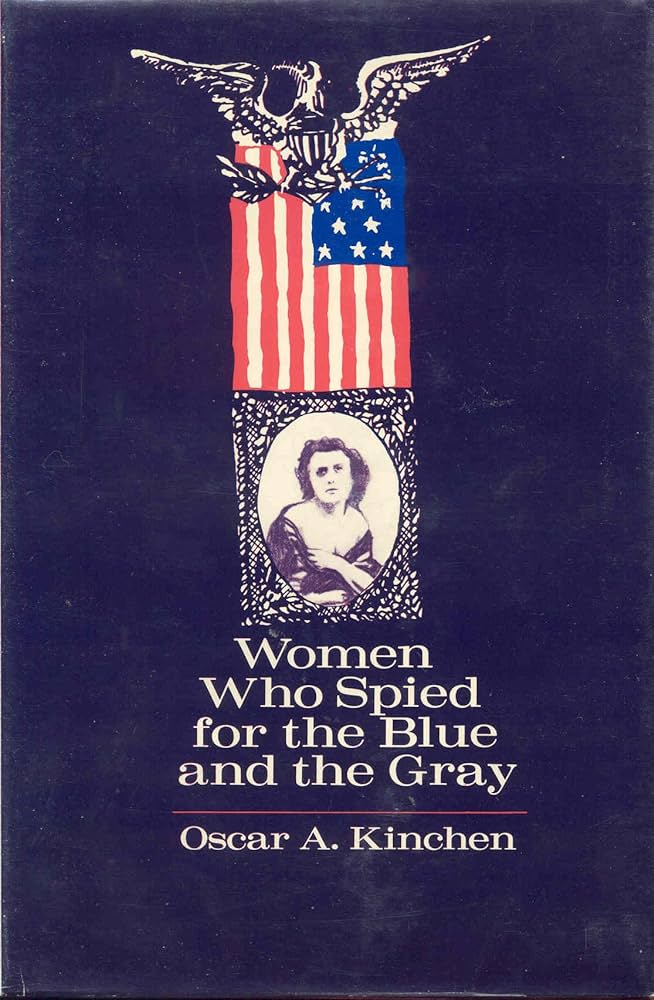 Women
Who Spied
for the Blue
and the Gray
Oscar A. Kinchen